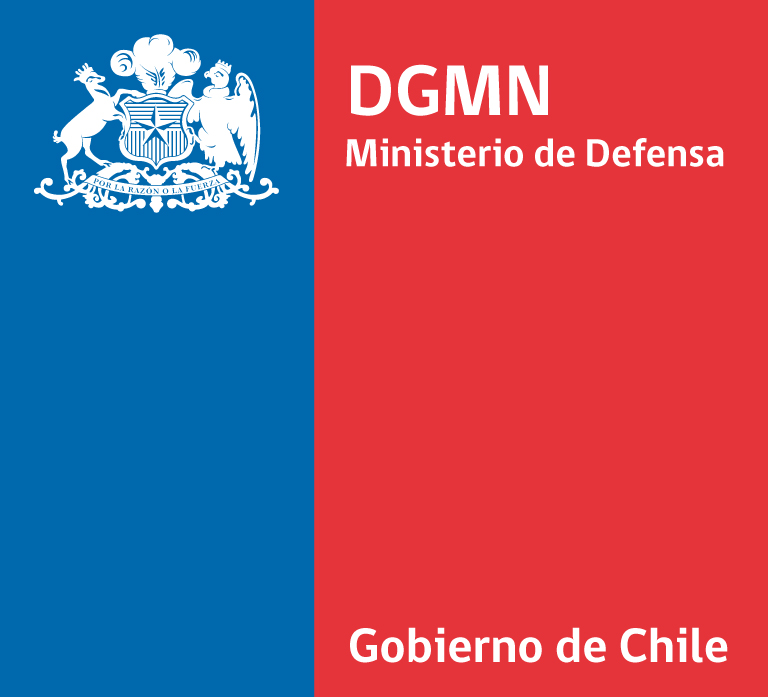 DGMN
Ministerio de Defensa
POR LA RAZÓN O LA FUERZA
Gobierno de Chile